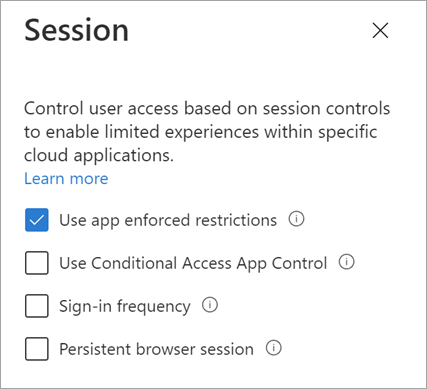 Session
Control user access based on session controls
to enable limited experiences within specific
cloud applications.
Learn more
Use app enforced restrictions
Use Conditional Access App Control
Sign-in frequency
Persistent browser session